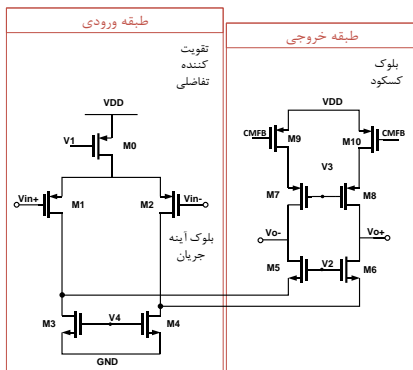 طبقه ورودی
تقویت
کننده
تفاضلی
VDD
V1
M0
Vin+
M1
M2
Vin-
بلوک آینه
جریان
M3
V4
M4
GND
طبقه خروجی
بلوک
کسکود
VDD
CMFB
M9
M10
CMFB
V3
M7
M8
Vo-
Vo+
M5
V2
M6